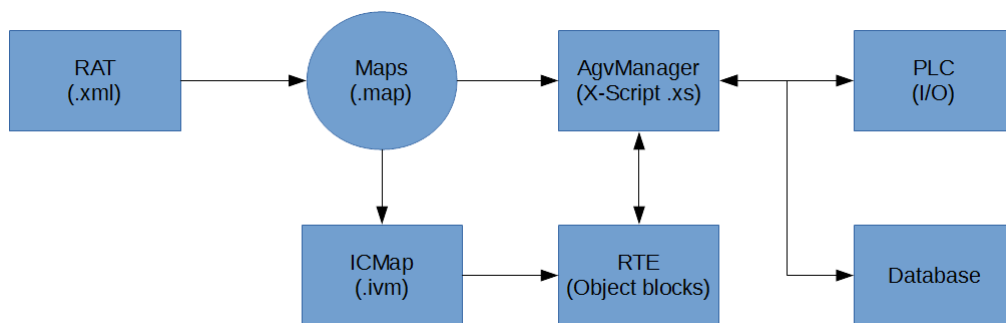 RAT
(.xml)
Maps
(.map)
AgvManager
(X-Script .xs)
PLC
(I/O)
ICMap
(.ivm)
RTE
(Object blocks)
Database